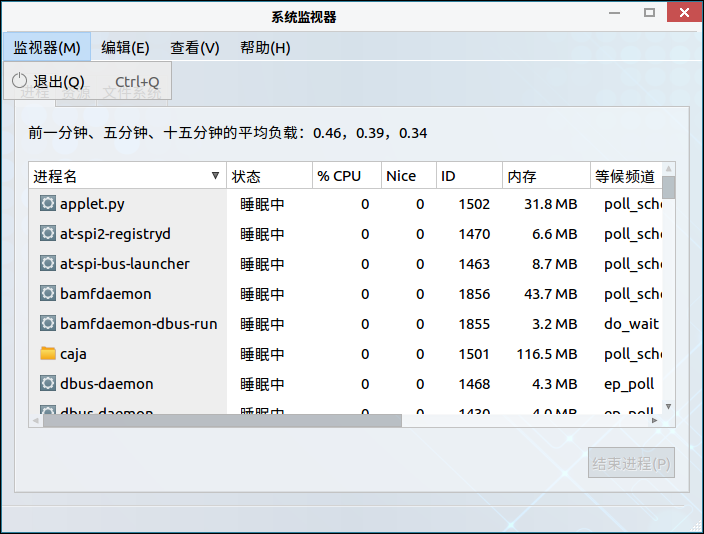 系统监视器
监视器(M) 编辑(E) 查看(V) 帮助(H)
退出(Q) Ctrl+Q
进程 资源 文件系统
前一分钟、五分钟、十五分钟的平均负载：0.46，0.39，0.34
进程名 状态 % CPU Nice ID 内存 等候频道
applet.py 睡眠中 0 0 1502 31.8 MB poll_sche
at-spi2-registryd 睡眠中 0 0 1470 6.6 MB poll_sche
at-spi-bus-launcher 睡眠中 0 0 1463 8.7 MB poll_sche
bamfdaemon 睡眠中 0 0 1856 43.7 MB poll_sche
bamfdaemon-dbus-run 睡眠中 0 0 1855 3.2 MB do_wait
caja 睡眠中 0 0 1501 116.5 MB poll_sche
dbus-daemon 睡眠中 0 0 1468 4.3 MB ep_poll
dbus-daemon 睡眠中 0 0 1430 4.0 MB ep_poll
结束进程(P)